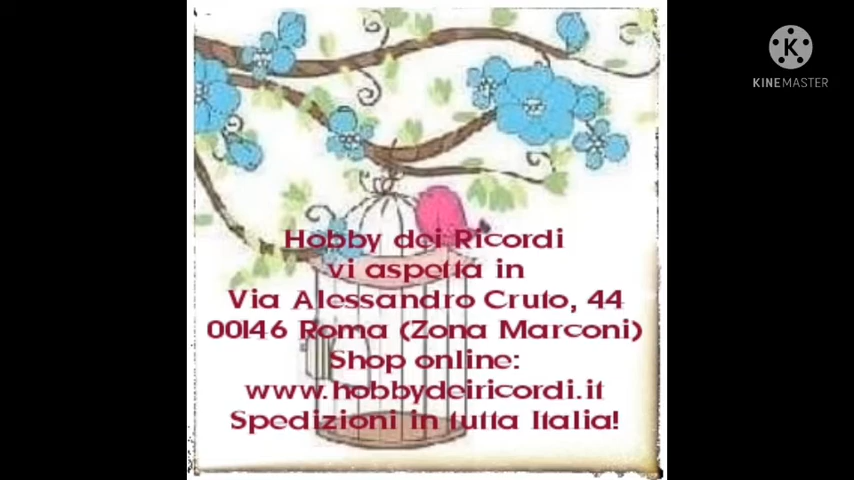 K
KINEMASTER
Hobby dei Ricordi
vi aspetta in
Via Alessandro Cruto, 44
00146 Roma (Zona Marconi)
Shop online:
www.hobbydeiricordi.it
Spedizioni in tutta Italia!